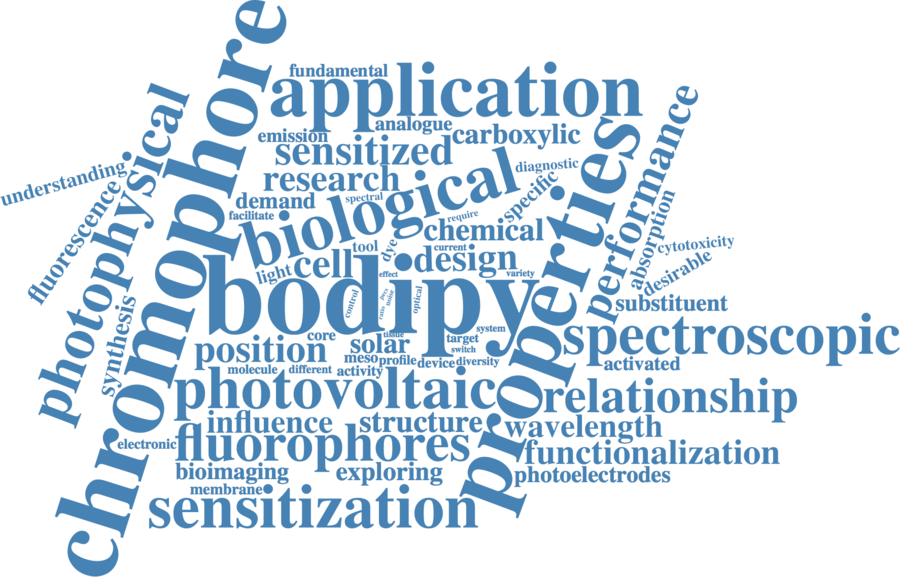 chromophore
fundamental
application
analogue
emission
carboxylic
sensitized
research
diagnostic
understanding
photophysical
fluorescence
synthesis
demand
spectral
facilitate
biological
specific
require
chemical
properties
performance
absorption
cytotoxicity
desirable
tool
dye
current
light
cell
effect
design
variety
bodipy
control
optical
substituent
core
tissue
system
position
solar
target
switch
spectroscopic
meso
profile
device
diversity
activated
molecule
different
activity
photovoltaic
relationship
influence
structure
wavelength
electronic
fluorophores
functionalization
bioimaging
exploring
photoelectrodes
membrane
sensitization